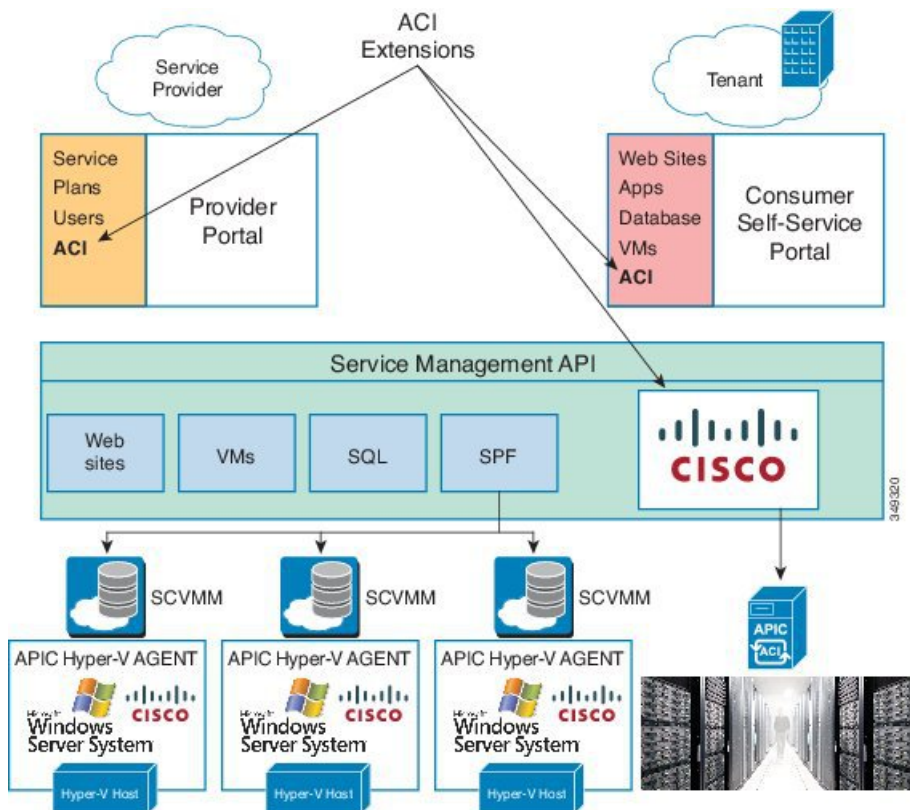 ACI
Extensions
Service
Provider
Tenant
Service
Plans
Users
ACI
Provider
Portal
Web Sites
Apps
Database
VMs
ACI
Consumer
Self-Service
Portal
Service Management API
Web
sites
VMs
SQL
SPF
CISCO
349320
SCVMM
SCVMM
SCVMM
APIC
ACI
APIC Hyper-V AGENT
Windows
Server System
CISCO
Hyper-V Host
APIC Hyper-V AGENT
Windows
Server System
CISCO
Hyper-V Host
APIC Hyper-V AGENT
Windows
Server System
CISCO
Hyper-V Host